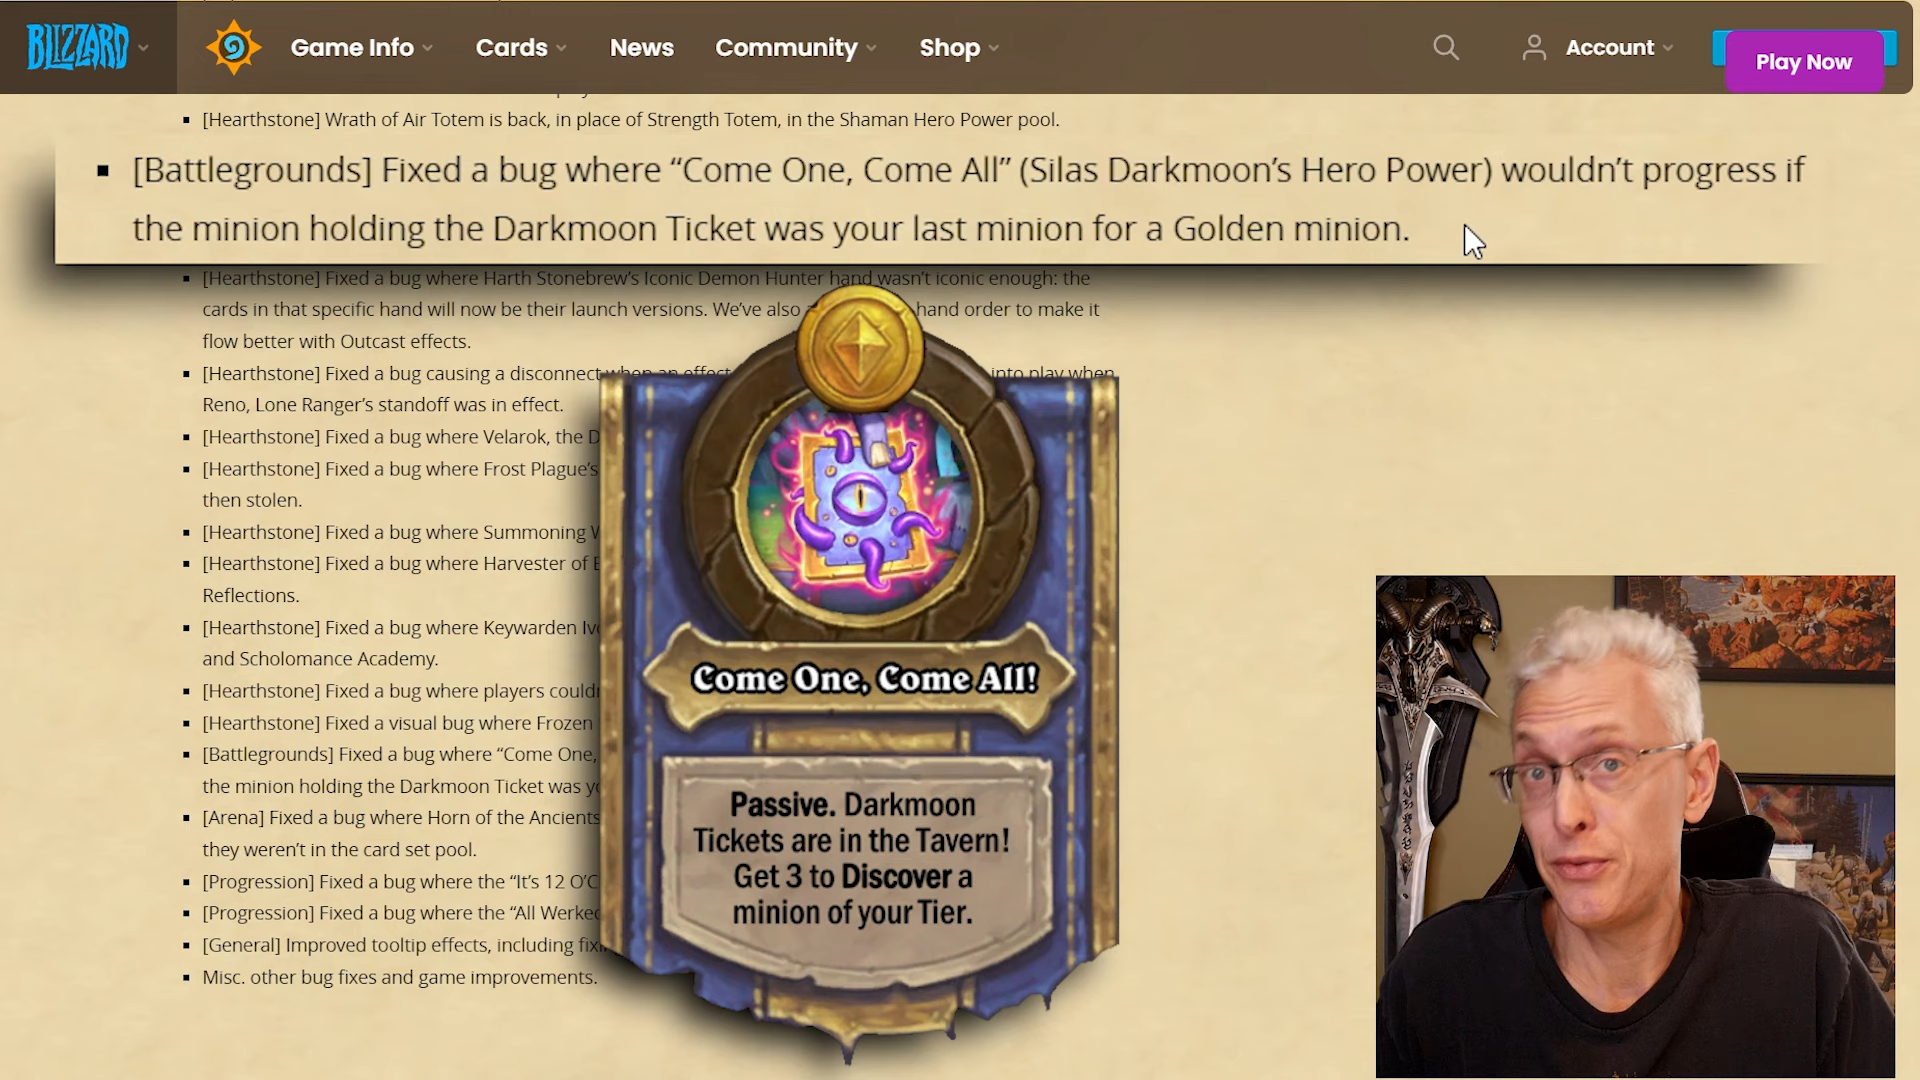 BLIZZARD
Game Info
Cards
News
Community
Shop
Account
Play Now
[Hearthstone] Wrath of Air Totem is back, in place of Strength Totem, in the Shaman Hero Power pool.
[Battlegrounds] Fixed a bug where “Come One, Come All” (Silas Darkmoon’s Hero Power) wouldn’t progress if
the minion holding the Darkmoon Ticket was your last minion for a Golden minion.
[Hearthstone] Fixed a bug where Harth Stonebrew’s Iconic Demon Hunter hand wasn’t iconic enough: the
cards in that specific hand will now be their launch versions. We’ve also hand order to make it
flow better with Outcast effects.
[Hearthstone] Fixed a bug causing a disconnect when an effect into play when
Reno, Lone Ranger’s standoff was in effect.
[Hearthstone] Fixed a bug where Velarok, the
[Hearthstone] Fixed a bug where Frost Plague’s
then stolen.
[Hearthstone] Fixed a bug where Summoning
[Hearthstone] Fixed a bug where Harvester of
Reflections.
[Hearthstone] Fixed a bug where Keywarden
and Scholomance Academy.
[Hearthstone] Fixed a bug where players
[Hearthstone] Fixed a visual bug where Frozen
[Battlegrounds] Fixed a bug where “Come One,
the minion holding the Darkmoon Ticket was
[Arena] Fixed a bug where Horn of the Ancients
they weren’t in the card set pool.
[Progression] Fixed a bug where the “It’s 12
[Progression] Fixed a bug where the “All
[General] Improved tooltip effects, including
Misc. other bug fixes and game improvements.
Come One, Come All!
Passive. Darkmoon
Tickets are in the Tavern!
Get 3 to Discover a
minion of your Tier.